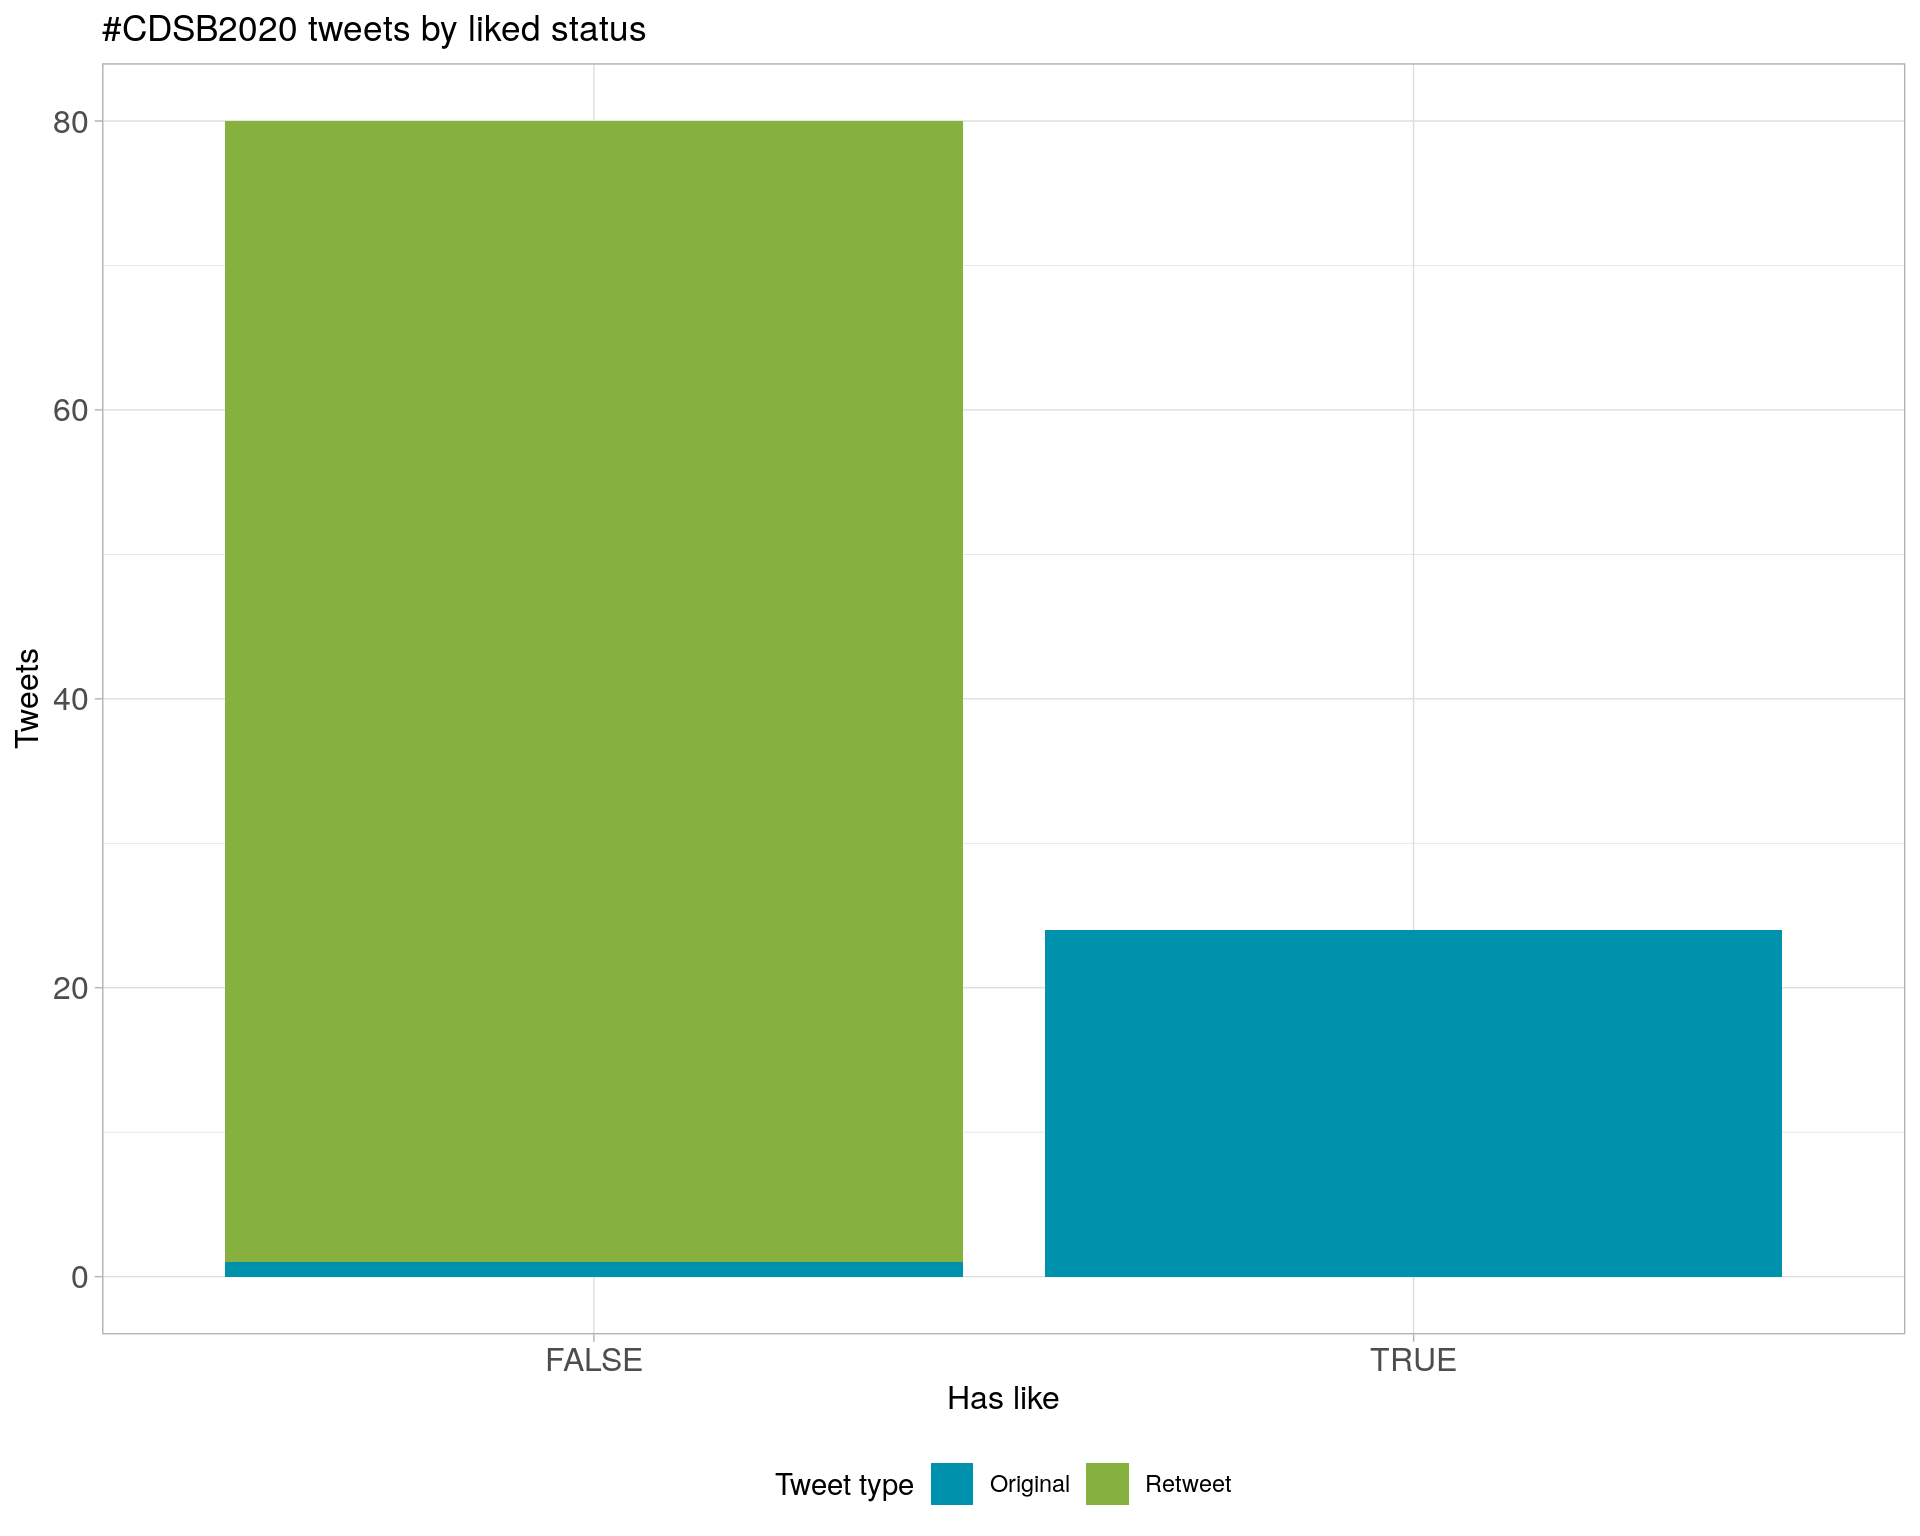 #CDSB2020 tweets by liked status
80
60
40
20
0
Tweets
FALSE TRUE
Has like
Tweet type Original Retweet